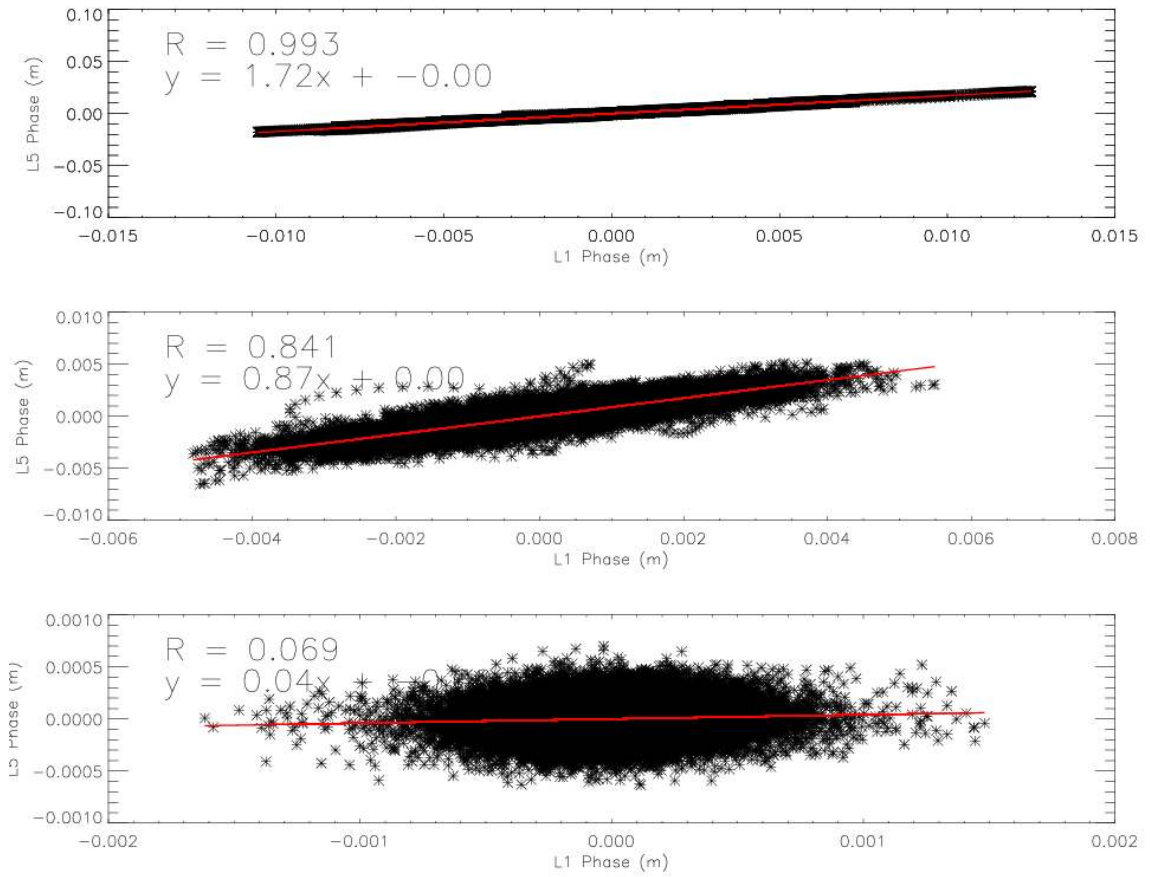 0.10
0.05
0.00
-0.05
-0.10
L5 Phase (m)
R = 0.993
y = 1.72x + -0.00
-0.015 -0.010 -0.005 0.000 0.005 0.010 0.015
L1 Phase (m)
0.010
0.005
0.000
-0.005
-0.010
L5 Phase (m)
R = 0.841
y = 0.87x + 0.00
-0.006 -0.004 -0.002 0.000 0.002 0.004 0.006 0.008
L1 Phase (m)
0.0010
0.0005
0.0000
-0.0005
-0.0010
L5 Phase (m)
R = 0.069
y = 0.04x + -0
-0.002 -0.001 0.000 0.001 0.002
L1 Phase (m)